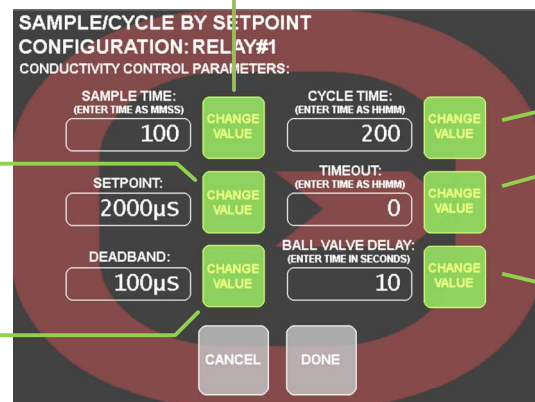 SAMPLE/CYCLE BY SETPOINT
CONFIGURATION: RELAY#1
CONDUCTIVITY CONTROL PARAMETERS:
SAMPLE TIME:
(ENTER TIME AS MMSS)
100
CHANGE
VALUE
CYCLE TIME:
(ENTER TIME AS HHMM)
200
CHANGE
VALUE
SETPOINT:
2000µS
CHANGE
VALUE
TIMEOUT:
(ENTER TIME AS HHMM)
0
CHANGE
VALUE
DEADBAND:
100µS
CHANGE
VALUE
BALL VALVE DELAY:
(ENTER TIME IN SECONDS)
10
CHANGE
VALUE
CANCEL
DONE